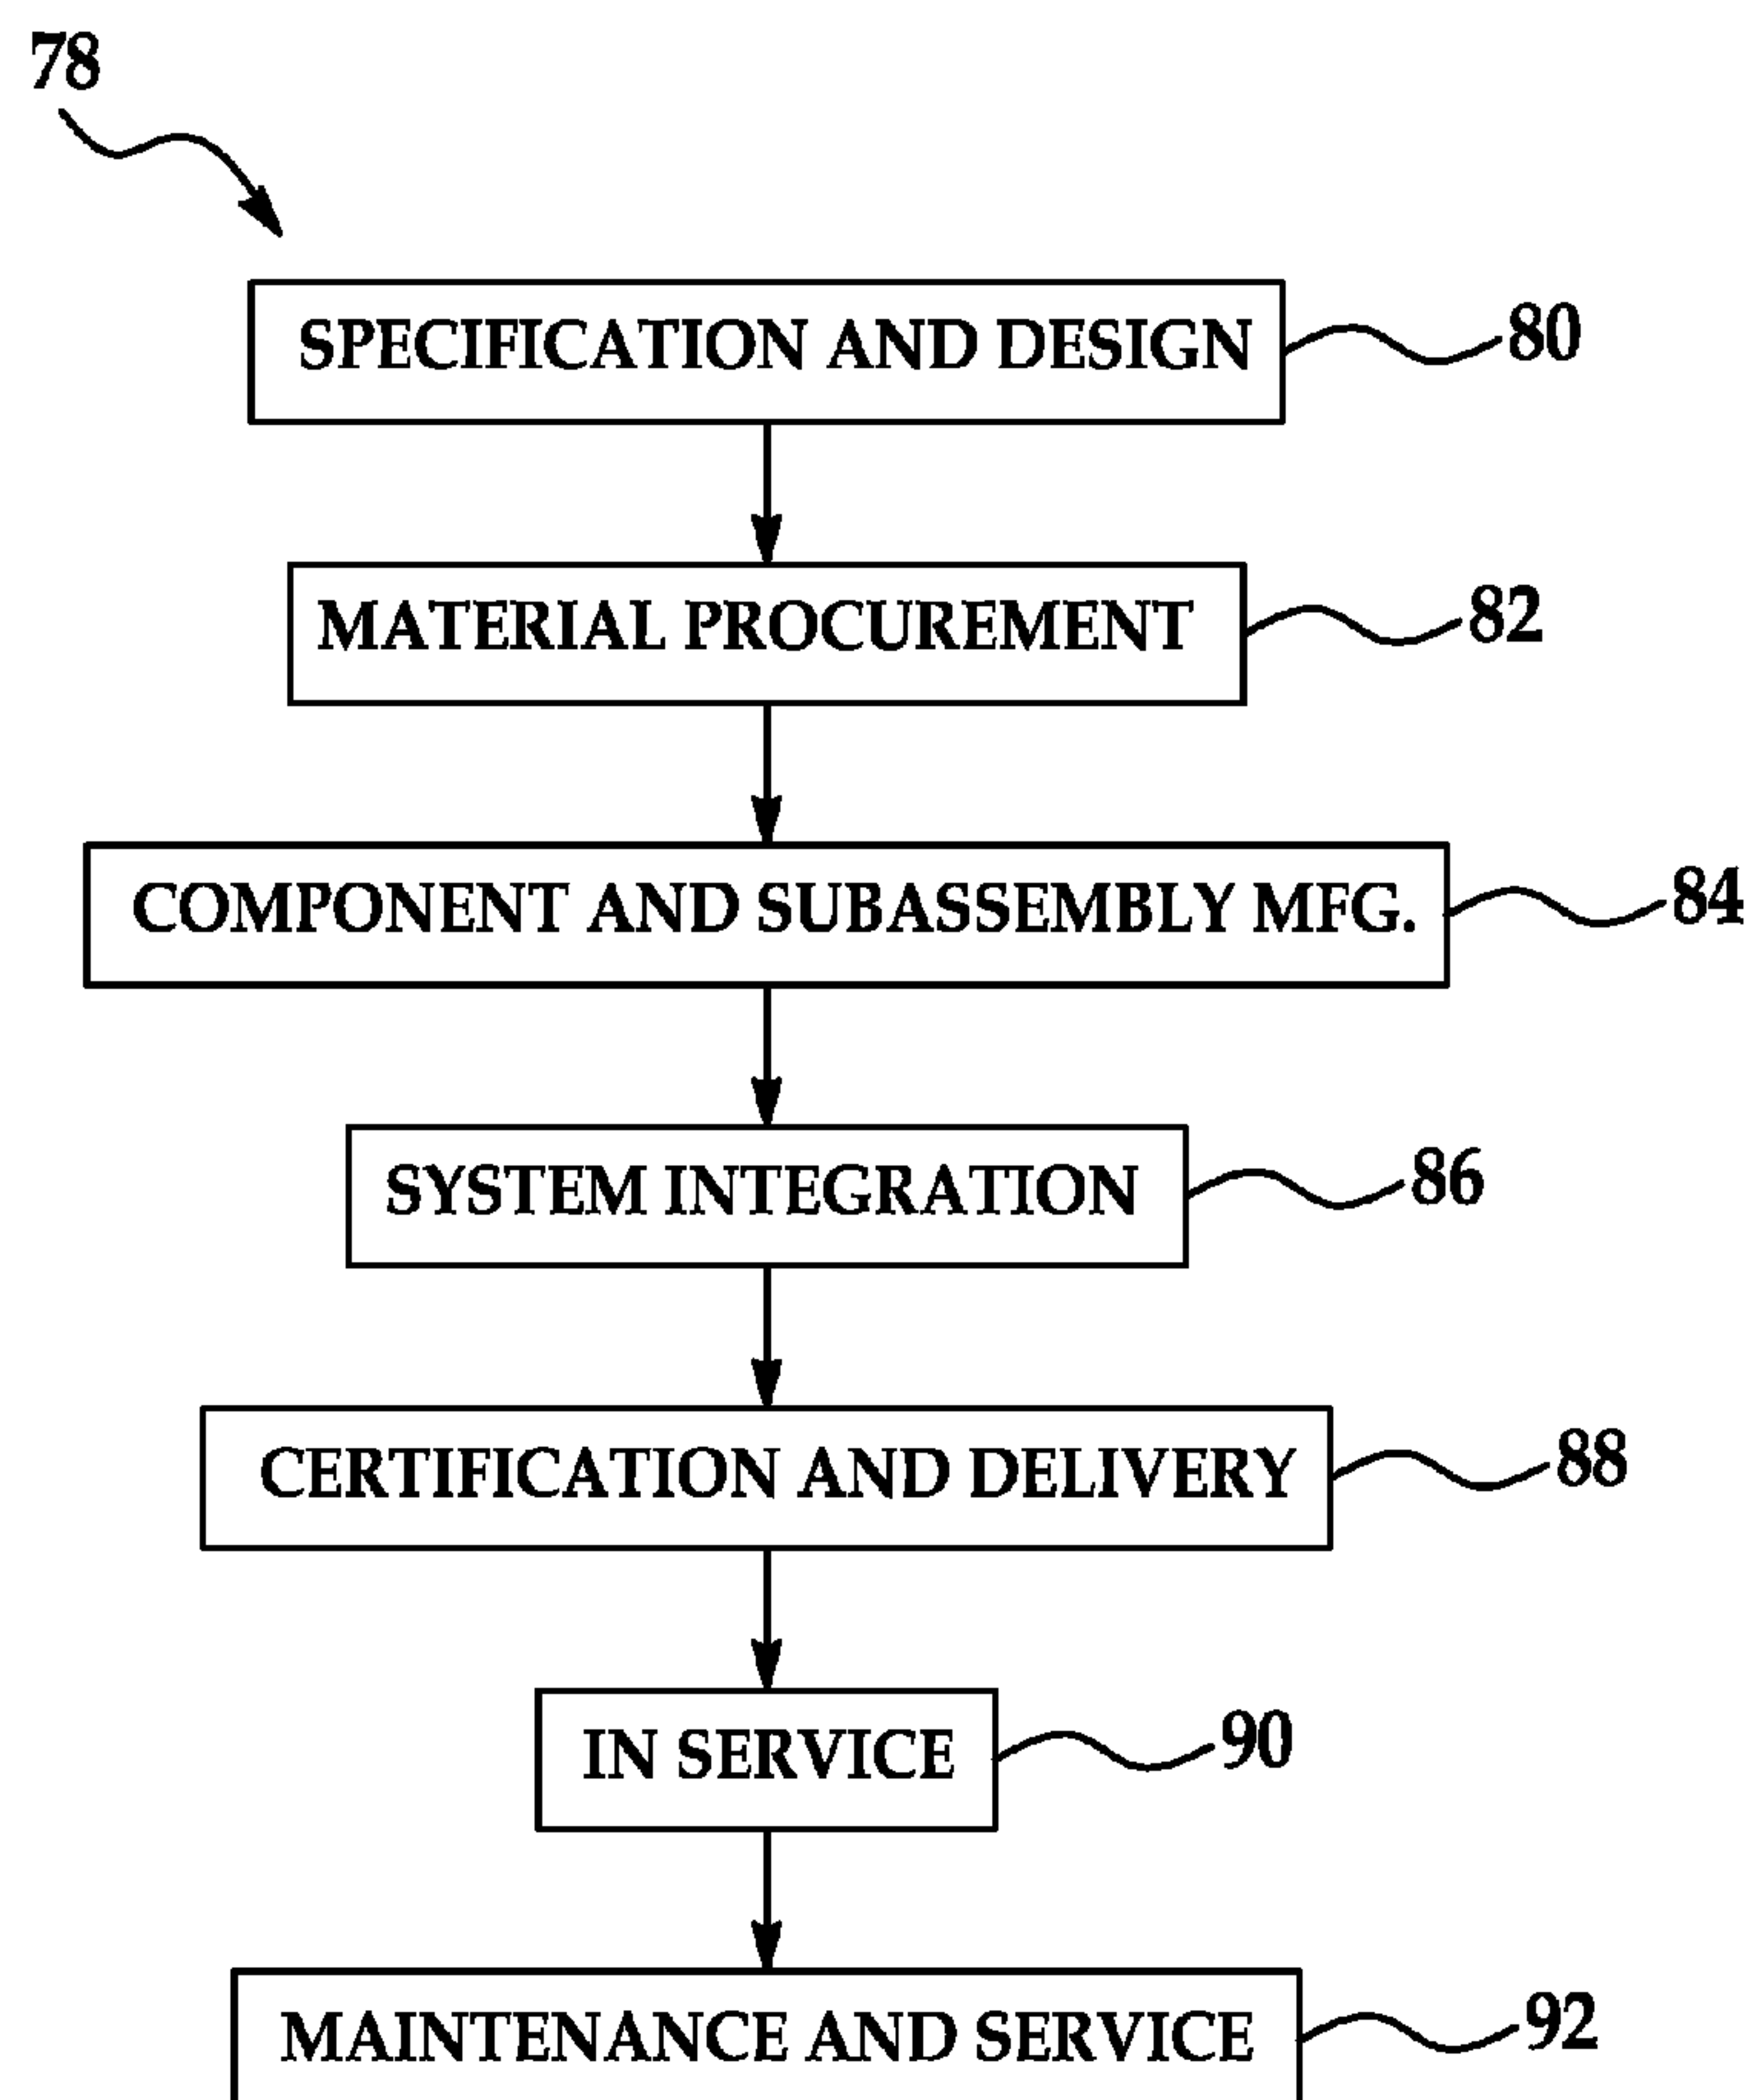 78
SPECIFICATION AND DESIGN
80
MATERIAL PROCUREMENT
82
COMPONENT AND SUBASSEMBLY MFG.
84
SYSTEM INTEGRATION
86
CERTIFICATION AND DELIVERY
88
IN SERVICE
90
MAINTENANCE AND SERVICE
92